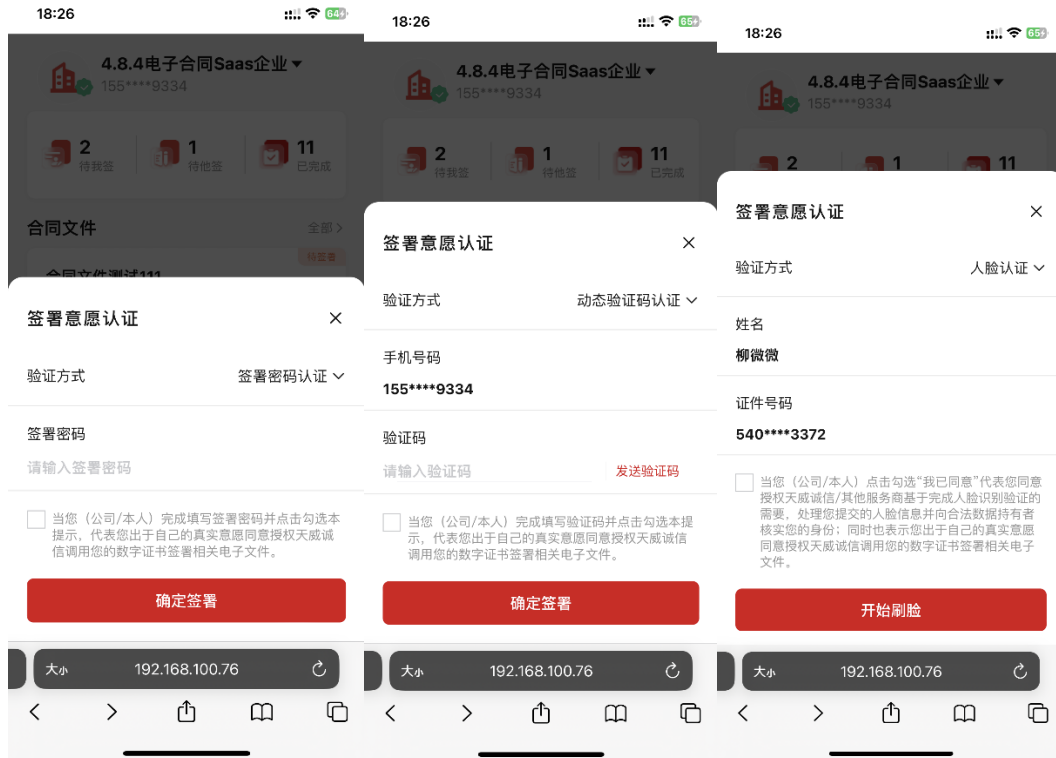 18:26
64
4.8.4电子合同Saas企业
155****9334
2
待我签
1
待他签
11
已完成
合同文件
全部
待签署
合同文件测试111
签署意愿认证
验证方式
签署密码认证
签署密码
请输入签署密码
当您（公司/本人）完成填写签署密码并点击勾选本
提示，代表您出于自己的真实意愿同意授权天威诚
信调用您的数字证书签署相关电子文件。
确定签署
大小
192.168.100.76
18:26
65
4.8.4电子合同Saas企业
155****9334
2
待我签
1
待他签
11
已完成
签署意愿认证
验证方式
动态验证码认证
手机号码
155****9334
验证码
请输入验证码
发送验证码
当您（公司/本人）完成填写验证码并点击勾选本提
示，代表您出于自己的真实意愿同意授权天威诚信
调用您的数字证书签署相关电子文件。
确定签署
大小
192.168.100.76
18:26
65
4.8.4电子合同Saas企业
155****9334
2
1
11
签署意愿认证
验证方式
人脸认证
姓名
柳微微
证件号码
540****3372
当您（公司/本人）点击勾选“我已同意”代表您同意
授权天威诚信/其他服务商基于完成人脸识别验证的
需要，处理您提交的人脸信息并向合法数据持有者
核实您的身份；同时也表示您出于自己的真实意愿
同意授权天威诚信调用您的数字证书签署相关电子
文件。
开始刷脸
大小
192.168.100.76